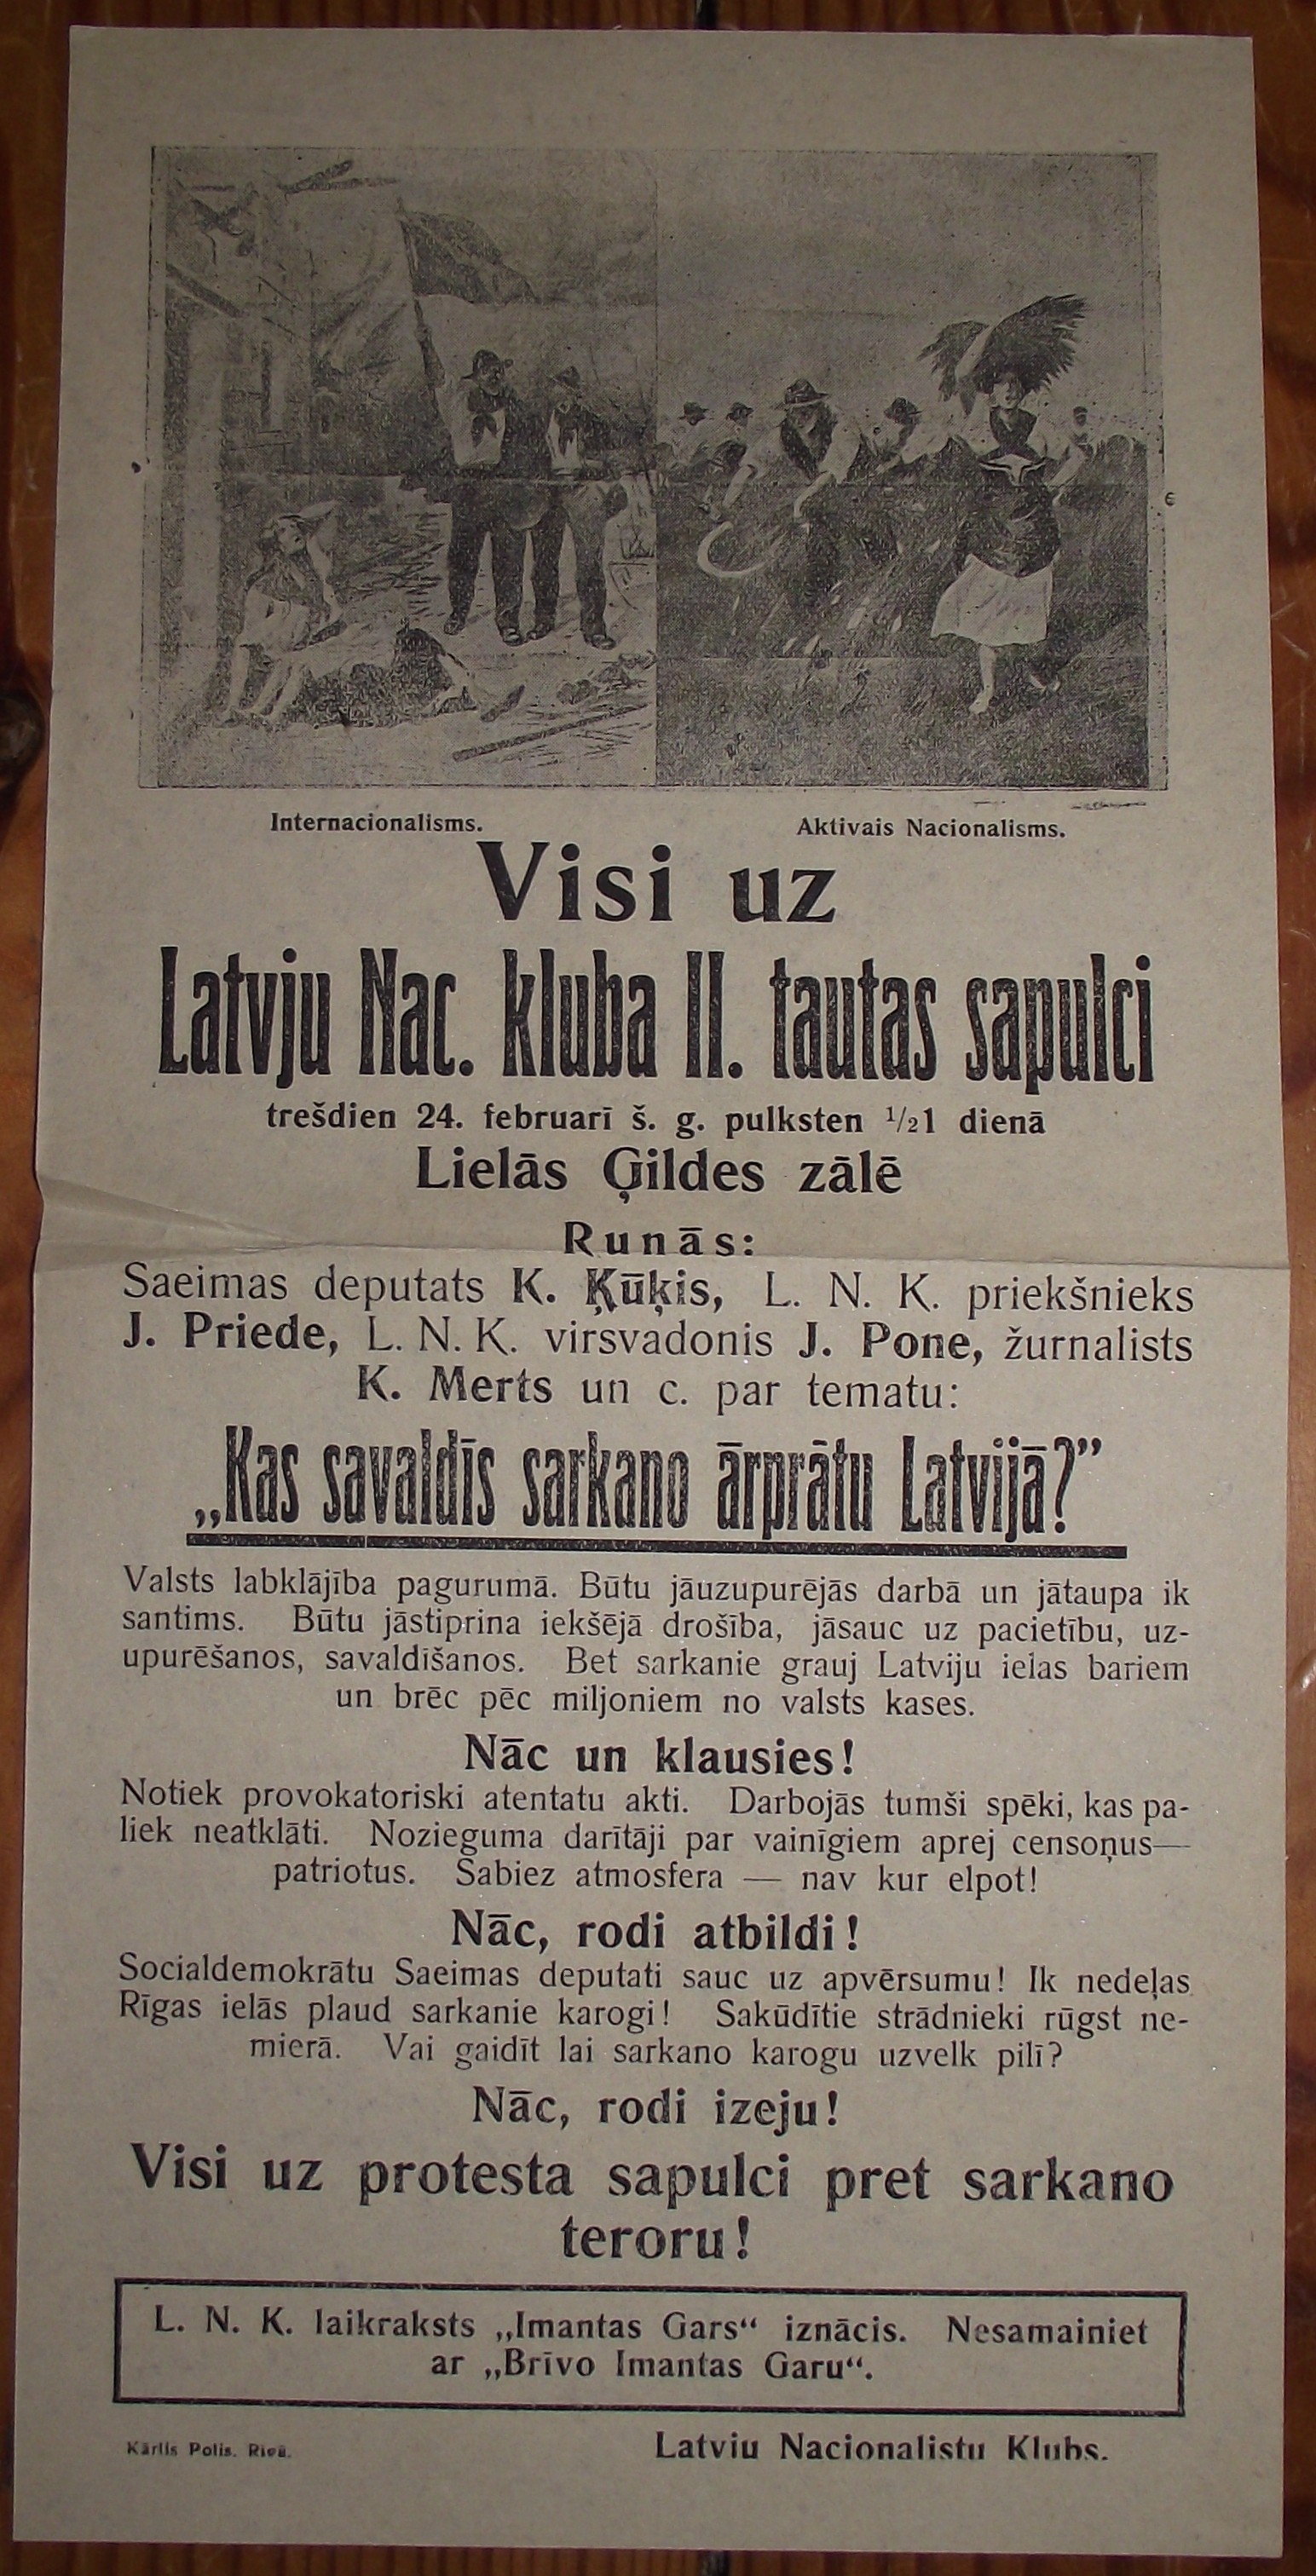 Internacionalisms.
Aktivais Nacionalisms.
Visi uz
Latvju Nac. kluba II. tautas sapulci
trešdien 24. februarī š. g. pulksten ½1 dienā
Lielās Ģildes zālē
Runās:
Saeimas deputats K. Ķūķis, L. N. K. priekšnieks
J. Priede, L. N. K. virsvadonis J. Pone, žurnalists
K. Merts un c. par tematu:
„Kas savaldīs sarkano ārprātu Latvijā?”
Valsts labklājība pagurumā. Būtu jāuzupurējās darbā un jātaupa ik
santims. Būtu jāstiprina iekšējā drošība, jāsauc uz pacietību, uz-
upurēšanos, savaldīšanos. Bet sarkanie grauj Latviju ielas bariem
un brēc pēc miljoniem no valsts kases.
Nāc un klausies!
Notiek provokatoriski atentatu akti. Darbojās tumši spēki, kas pa-
liek neatklāti. Nozieguma darītāji par vainīgiem aprej censoņus—
patriotus. Sabiez atmosfera — nav kur elpot!
Nāc, rodi atbildi!
Socialdemokrātu Saeimas deputati sauc uz apvērsumu! Ik nedeļas
Rīgas ielās plaud sarkanie karogi! Sakūdītie strādnieki rūgst ne-
mierā. Vai gaidīt lai sarkano karogu uzvelk pilī?
Nāc, rodi izeju!
Visi uz protesta sapulci pret sarkano
teroru!
L. N. K. laikraksts „Imantas Gars“ iznācis. Nesamainiet
ar „Brīvo Imantas Garu“.
Kārlis Polis. Rīgā.
Latvju Nacionalistu Klubs.